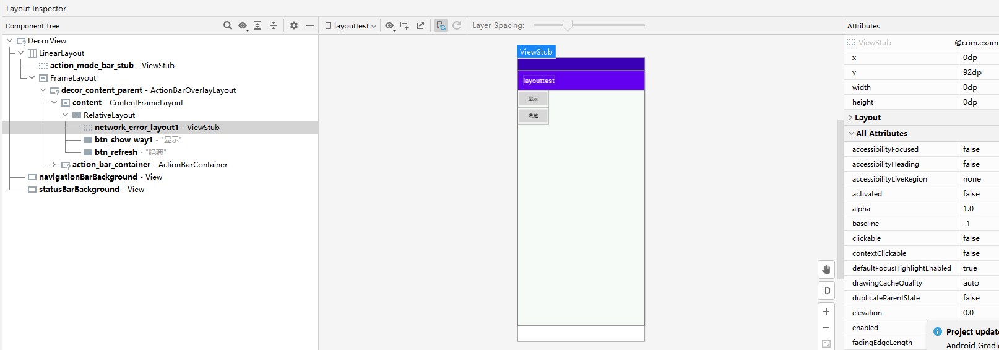 Layout Inspector
Component Tree
layouttest
Layer Spacing:
Attributes
DecorView
LinearLayout
action_mode_bar_stub - ViewStub
FrameLayout
decor_content_parent - ActionBarOverlayLayout
content - ContentFrameLayout
RelativeLayout
network_error_layout1 - ViewStub
btn_show_way1 - "显示"
btn_refresh - "隐藏"
action_bar_container - ActionBarContainer
navigationBarBackground - View
statusBarBackground - View
ViewStub
layouttest
显示
隐藏
ViewStub @com.exam
x 0dp
y 92dp
width 0dp
height 0dp
Layout
All Attributes
accessibilityFocused false
accessibilityHeading false
accessibilityLiveRegion none
activated false
alpha 1.0
baseline -1
clickable false
contextClickable false
defaultFocusHighlightEnabled true
drawingCacheQuality auto
duplicateParentState false
elevation 0.0
enabled
fadingEdgeLength
Project update
Android Gradle